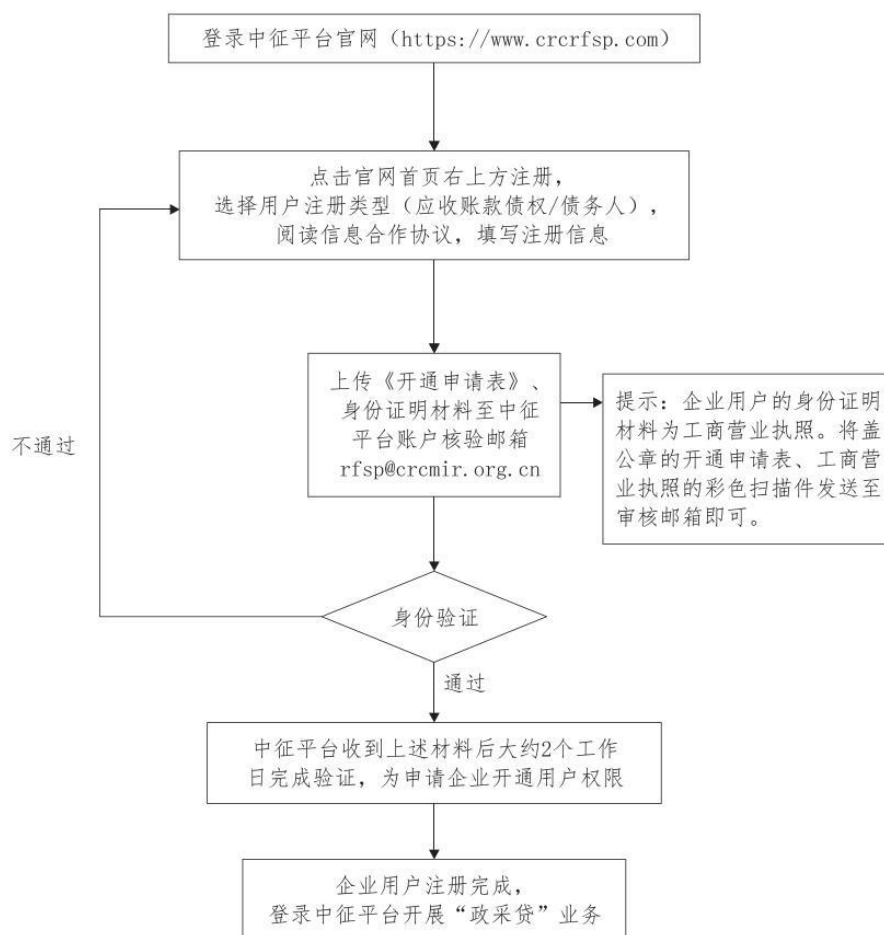 登录中征平台官网（https://www.crcrfsp.com）
点击官网首页右上方注册，
选择用户注册类型（应收账款债权/债务人），
阅读信息合作协议，填写注册信息
上传《开通申请表》、
身份证明材料至中征
平台账户核验邮箱
rfsp@crcmir.org.cn
提示：企业用户的身份证明
材料为工商营业执照。将盖
公章的开通申请表、工商营
业执照的彩色扫描件发送至
审核邮箱即可。
不通过
身份验证
通过
中征平台收到上述材料后大约2个工作
日完成验证，为申请企业开通用户权限
企业用户注册完成，
登录中征平台开展“政采贷”业务